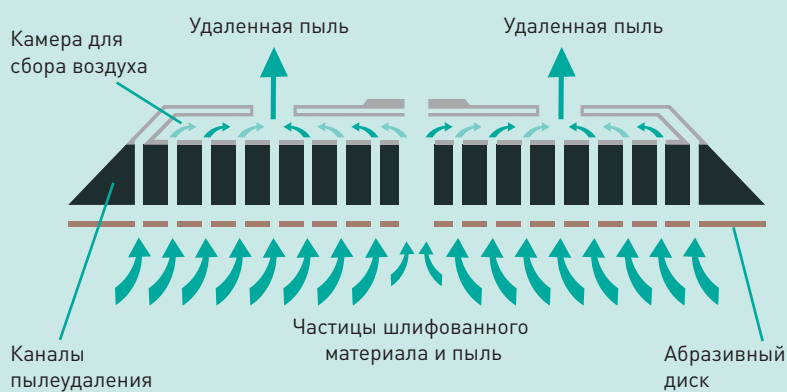 Камера для
сбора воздуха
Удаленная пыль
Удаленная пыль
Частицы шлифованного
материала и пыль
Каналы
пылеудаления
Абразивный
диск